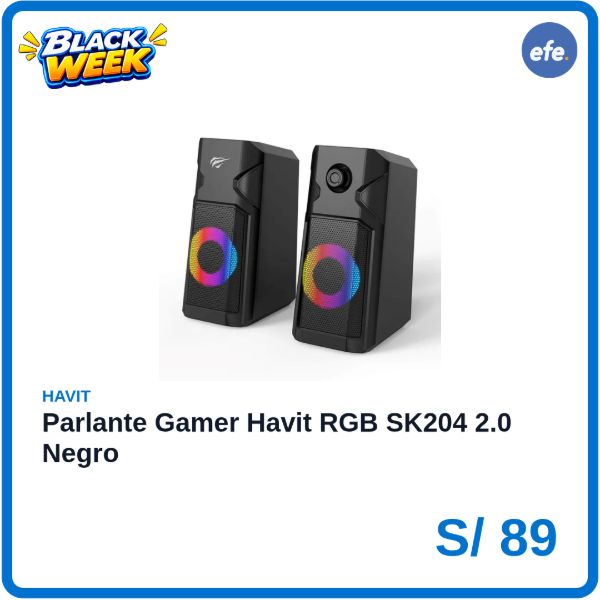 BLACK
WEEK
efe.
HAVIT
Parlante Gamer Havit RGB SK204 2.0
Negro
S/ 89